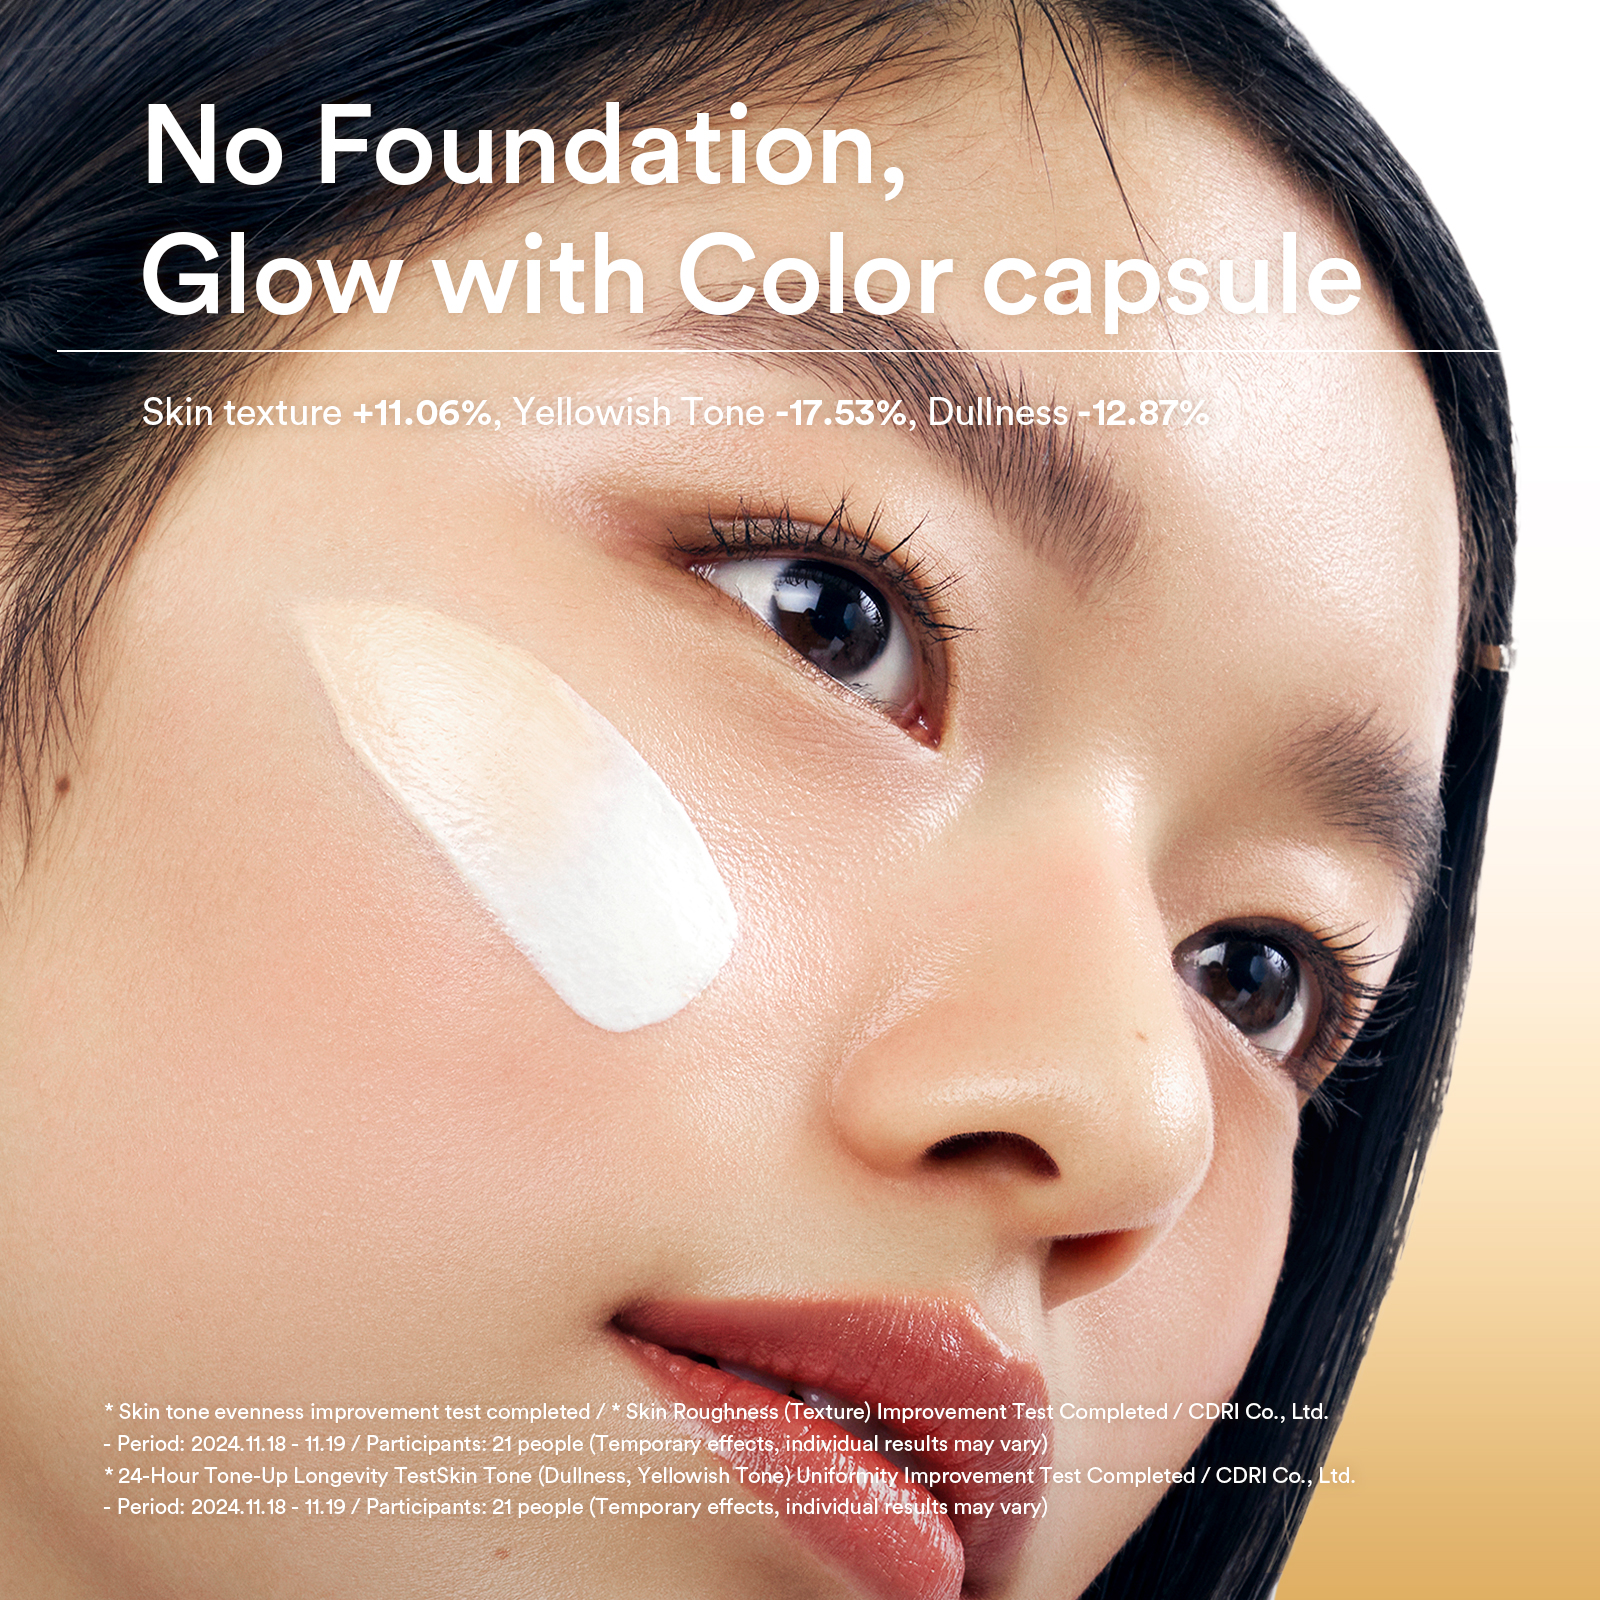 No Foundation,
Glow with Color capsule
Skin texture +11.06%, Yellowish Tone -17.53%, Dullness -12.87%
* Skin tone evenness improvement test completed / * Skin Roughness (Texture) Improvement Test Completed / CDRI Co., Ltd.
- Period: 2024.11.18 - 11.19 / Participants: 21 people (Temporary effects, individual results may vary)
* 24-Hour Tone-Up Longevity TestSkin Tone (Dullness, Yellowish Tone) Uniformity Improvement Test Completed / CDRI Co., Ltd.
- Period: 2024.11.18 - 11.19 / Participants: 21 people (Temporary effects, individual results may vary)